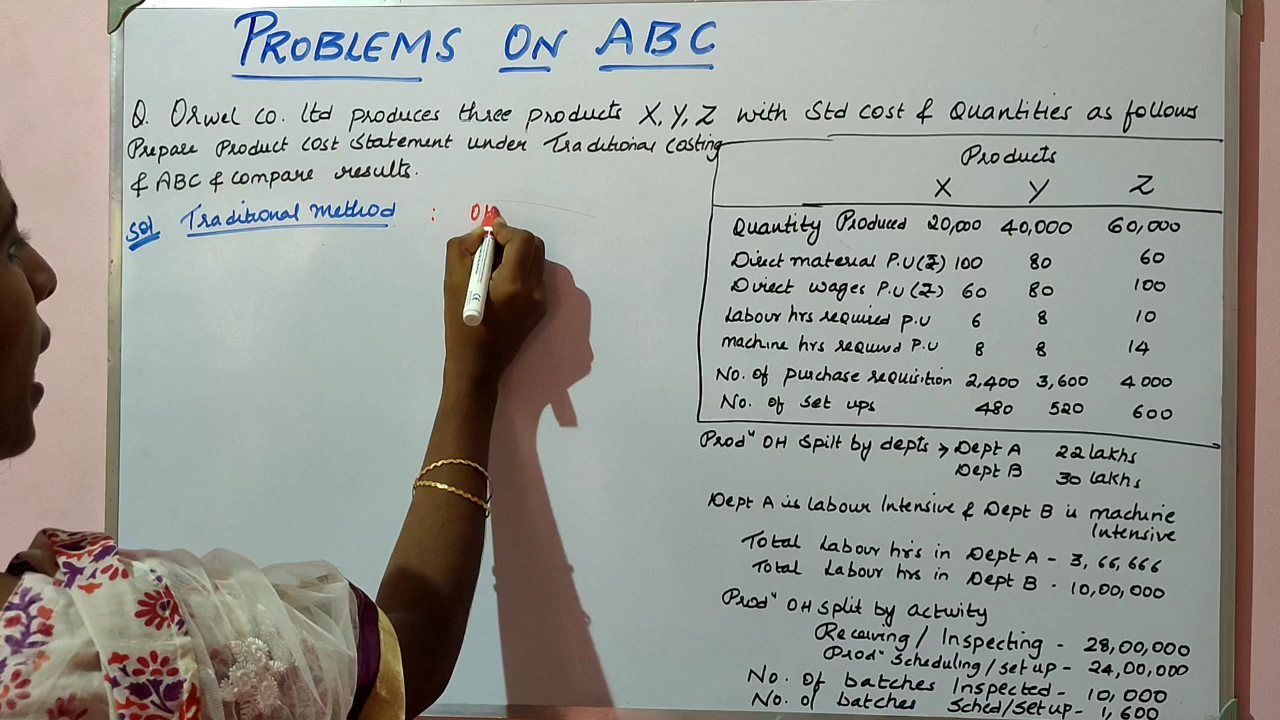 PROBLEMS ON ABC
Q. Orwel co. Ltd produces three products X, Y, Z with Std cost & Quantities as follows
Prepare Product cost statement under Traditional costing
& ABC & compare results.
Sol Traditional method : OH
Products
X Y Z
Quantity Produced 20,000 40,000 60,000
Direct material P.U (₹) 100 80 60
Direct wages P.U (₹) 60 80 100
Labour hrs required P.U 6 8 10
machine hrs required P.U 8 8 14
No. of purchase requisition 2,400 3,600 4000
No. of set ups 480 520 600
Prodⁿ OH Spilt by depts → Dept A 22 lakhs
Dept B 30 lakhs
Dept A is Labour Intensive & Dept B is machine
Intensive
Total Labour hrs in Dept A - 3,66,666
Total Labour hrs in Dept B - 10,00,000
Prodⁿ OH split by activity
Receiving / Inspecting - 28,00,000
Prodⁿ Scheduling / set up - 24,00,000
No. of batches Inspected - 10,000
No. of batches Sched/set up - 1,600